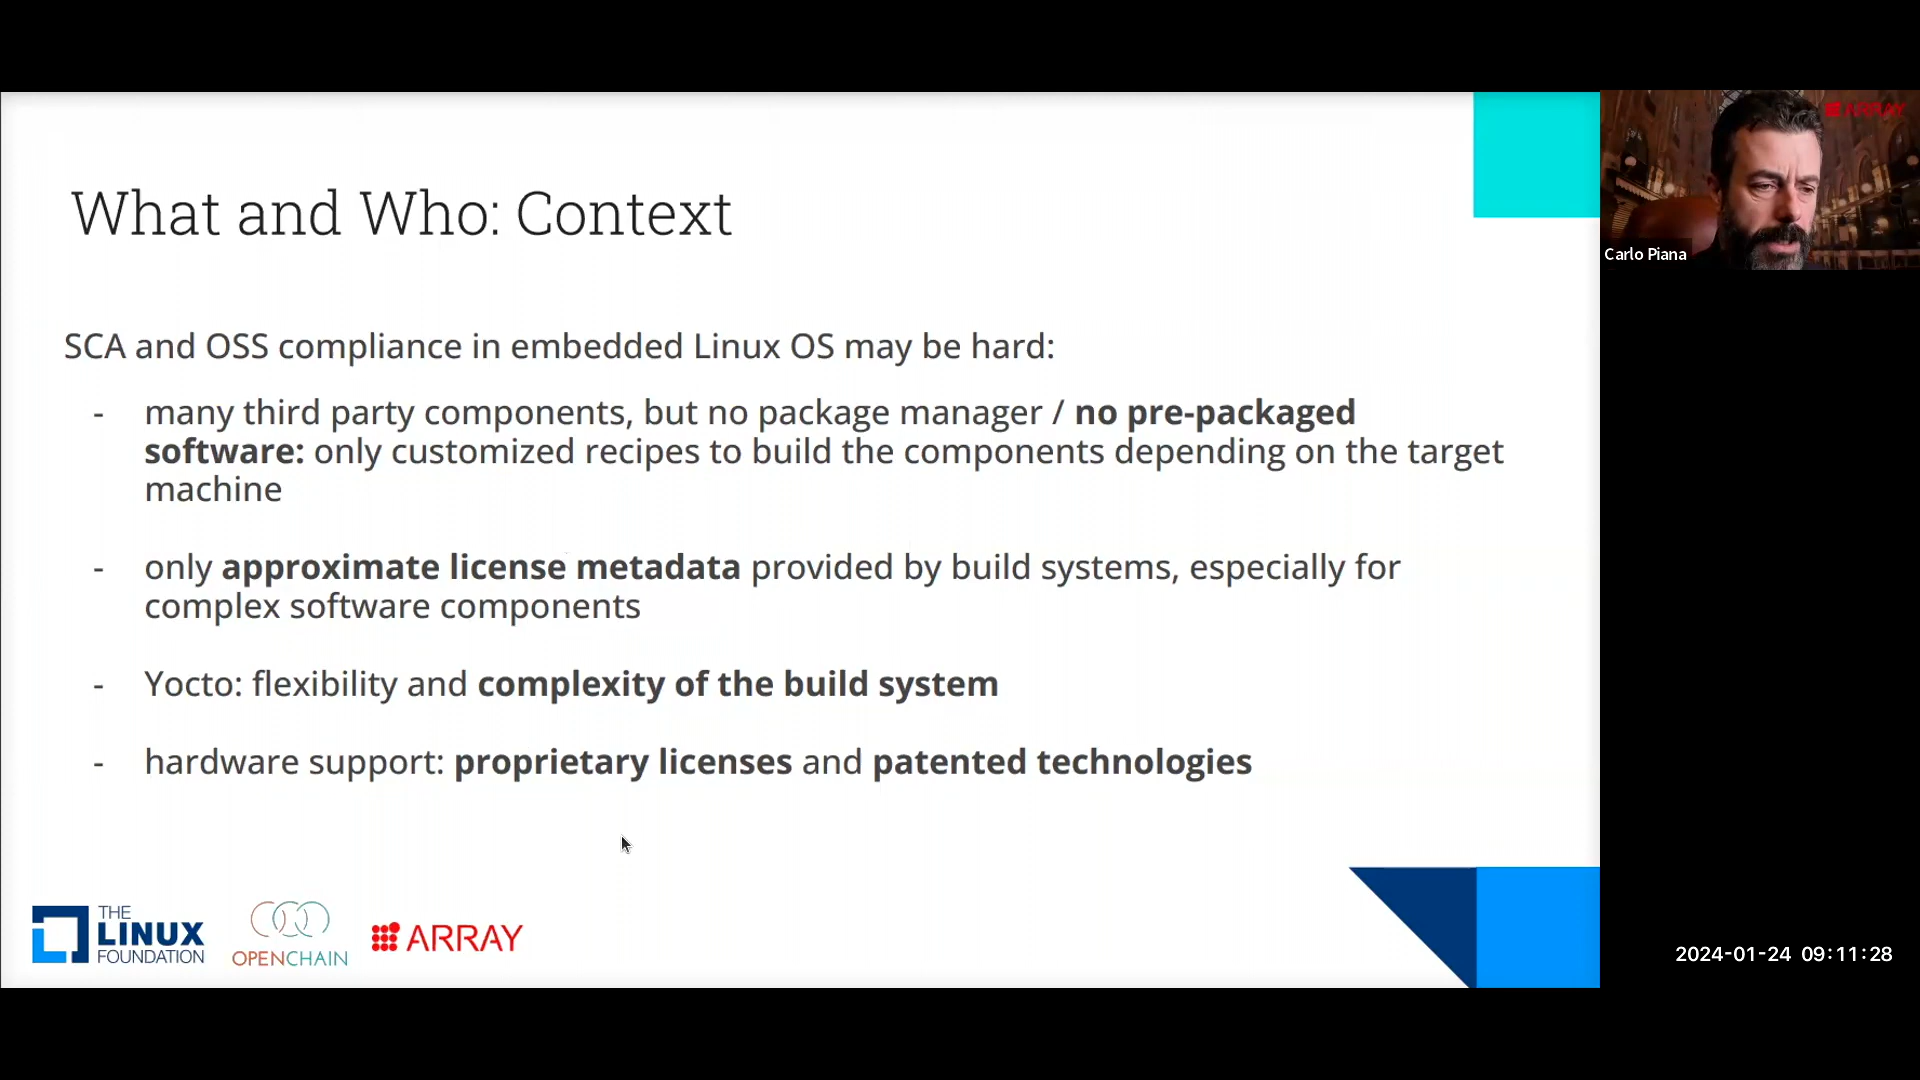 What and Who: Context
SCA and OSS compliance in embedded Linux OS may be hard:
- many third party components, but no package manager / no pre-packaged
software: only customized recipes to build the components depending on the target
machine
- only approximate license metadata provided by build systems, especially for
complex software components
- Yocto: flexibility and complexity of the build system
- hardware support: proprietary licenses and patented technologies
THE
LINUX
FOUNDATION
OPENCHAIN
ARRAY
ARRAY
Carlo Piana
2024-01-24 09:11:28